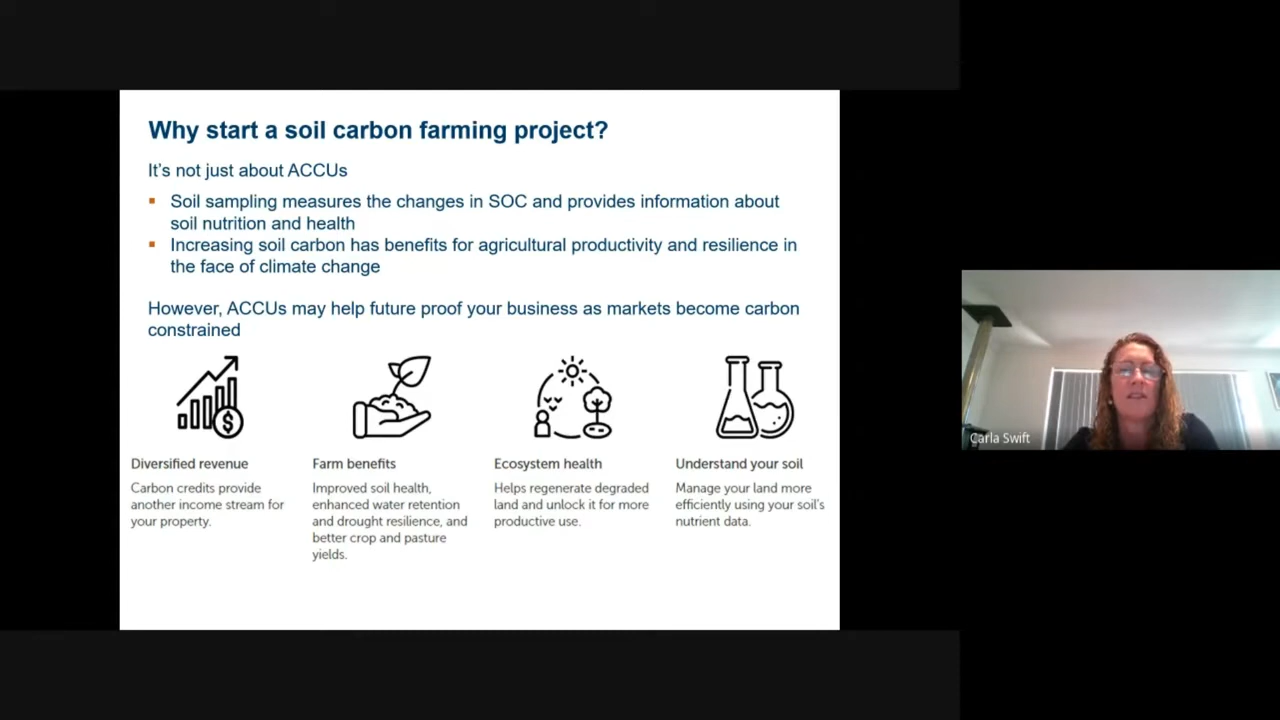 Why start a soil carbon farming project?
It's not just about ACCUs
▪ Soil sampling measures the changes in SOC and provides information about
soil nutrition and health
▪ Increasing soil carbon has benefits for agricultural productivity and resilience in
the face of climate change
However, ACCUs may help future proof your business as markets become carbon
constrained
$
Diversified revenue
Carbon credits provide
another income stream for
your property.
Farm benefits
Improved soil health,
enhanced water retention
and drought resilience, and
better crop and pasture
yields.
Ecosystem health
Helps regenerate degraded
land and unlock it for more
productive use.
Understand your soil
Manage your land more
efficiently using your soil's
nutrient data.
Carla Swift